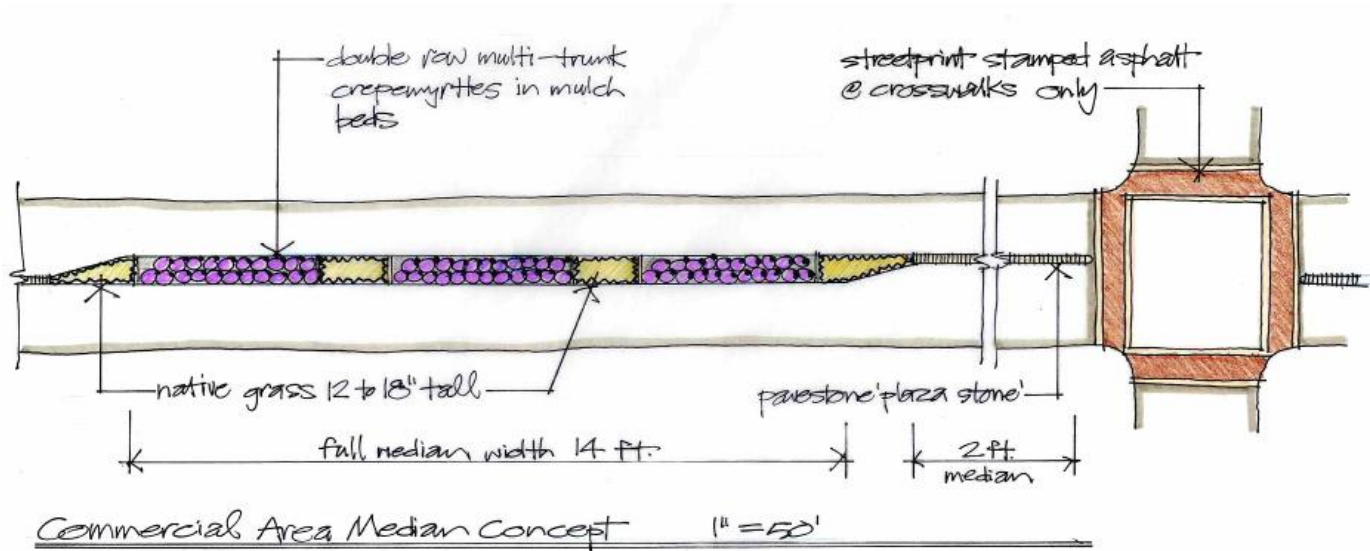 double row multi-trunk
crepemyrtles in mulch
beds
streetprint stamped asphalt
@ crosswalks only
native grass 12 to 18" tall
pavestone 'plaza stone'
full median width 14 ft.
2 ft.
median
Commercial Area Median Concept 1" = 50'